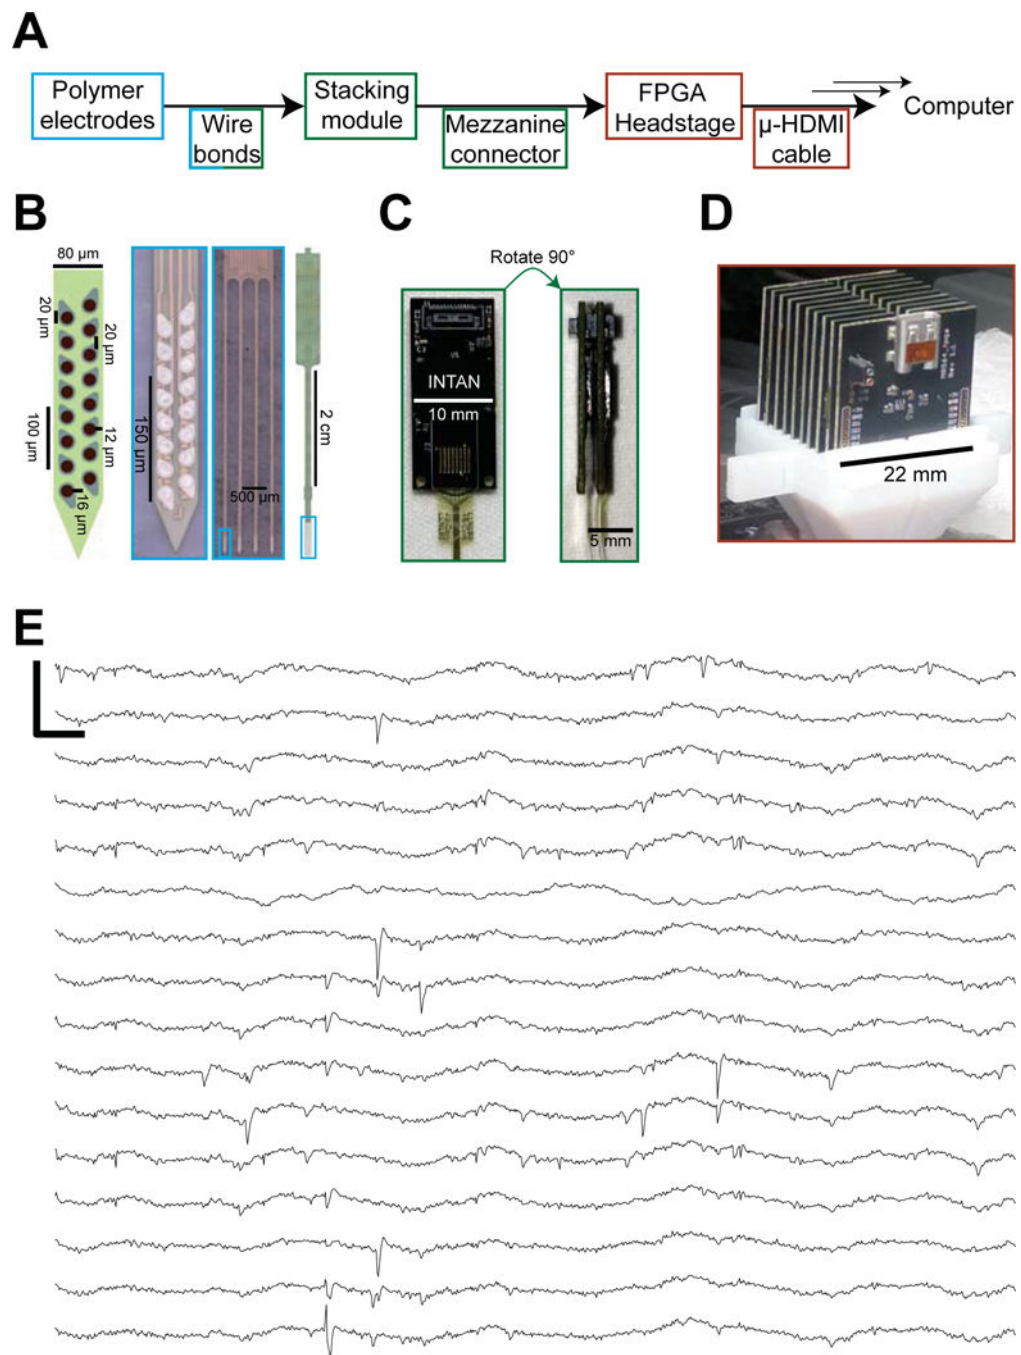 A
Polymer
electrodes
Wire
bonds
Stacking
module
Mezzanine
connector
FPGA
Headstage
μ-HDMI
cable
Computer
B
80 μm
20 μm
20 μm
100 μm
12 μm
16 μm
150 μm
500 μm
2 cm
C
Rotate 90°
INTAN
10 mm
5 mm
D
22 mm
E